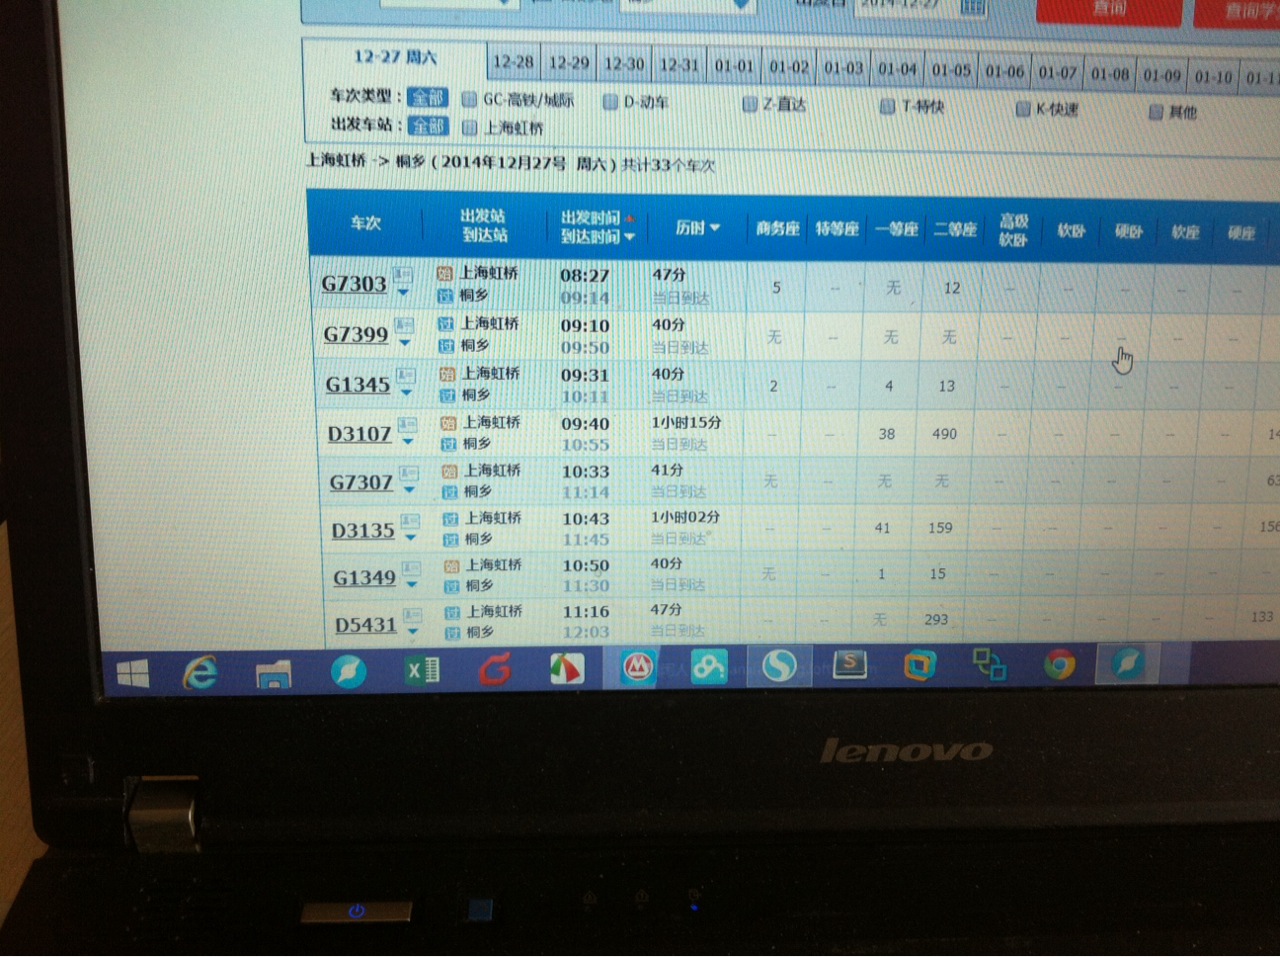 2014-12-27 查询
12-27 周六 12-28 12-29 12-30 12-31 01-01 01-02 01-03 01-04 01-05 01-06 01-07 01-08 01-09 01-10
车次类型： 全部 GC-高铁/城际 D-动车 Z-直达 T-特快 K-快速 其他
出发车站： 全部 上海虹桥
上海虹桥 -> 桐乡 ( 2014年12月27号 周六 ) 共计33个车次
车次 出发站 到达站 出发时间 到达时间 历时 商务座 特等座 一等座 二等座 高级软卧 软卧 硬卧 软座 硬座
G7303 始 上海虹桥 08:27 47分 5 -- 无 12 -- -- -- -- --
过 桐乡 09:14 当日到达
G7399 过 上海虹桥 09:10 40分 无 -- 无 无 -- -- -- -- --
过 桐乡 09:50 当日到达
G1345 始 上海虹桥 09:31 40分 2 -- 4 13 -- -- -- -- --
过 桐乡 10:11 当日到达
D3107 始 上海虹桥 09:40 1小时15分 -- -- 38 490 -- -- -- --
过 桐乡 10:55 当日到达
G7307 始 上海虹桥 10:33 41分 无 -- 无 无 -- -- -- -- --
过 桐乡 11:14 当日到达
D3135 过 上海虹桥 10:43 1小时02分 -- -- 41 159 -- -- -- --
过 桐乡 11:45 当日到达
G1349 始 上海虹桥 10:50 40分 无 -- 1 15 -- -- -- -- --
过 桐乡 11:30 当日到达
D5431 过 上海虹桥 11:16 47分 -- -- 无 293 -- -- -- -- 133
过 桐乡 12:03 当日到达
lenovo